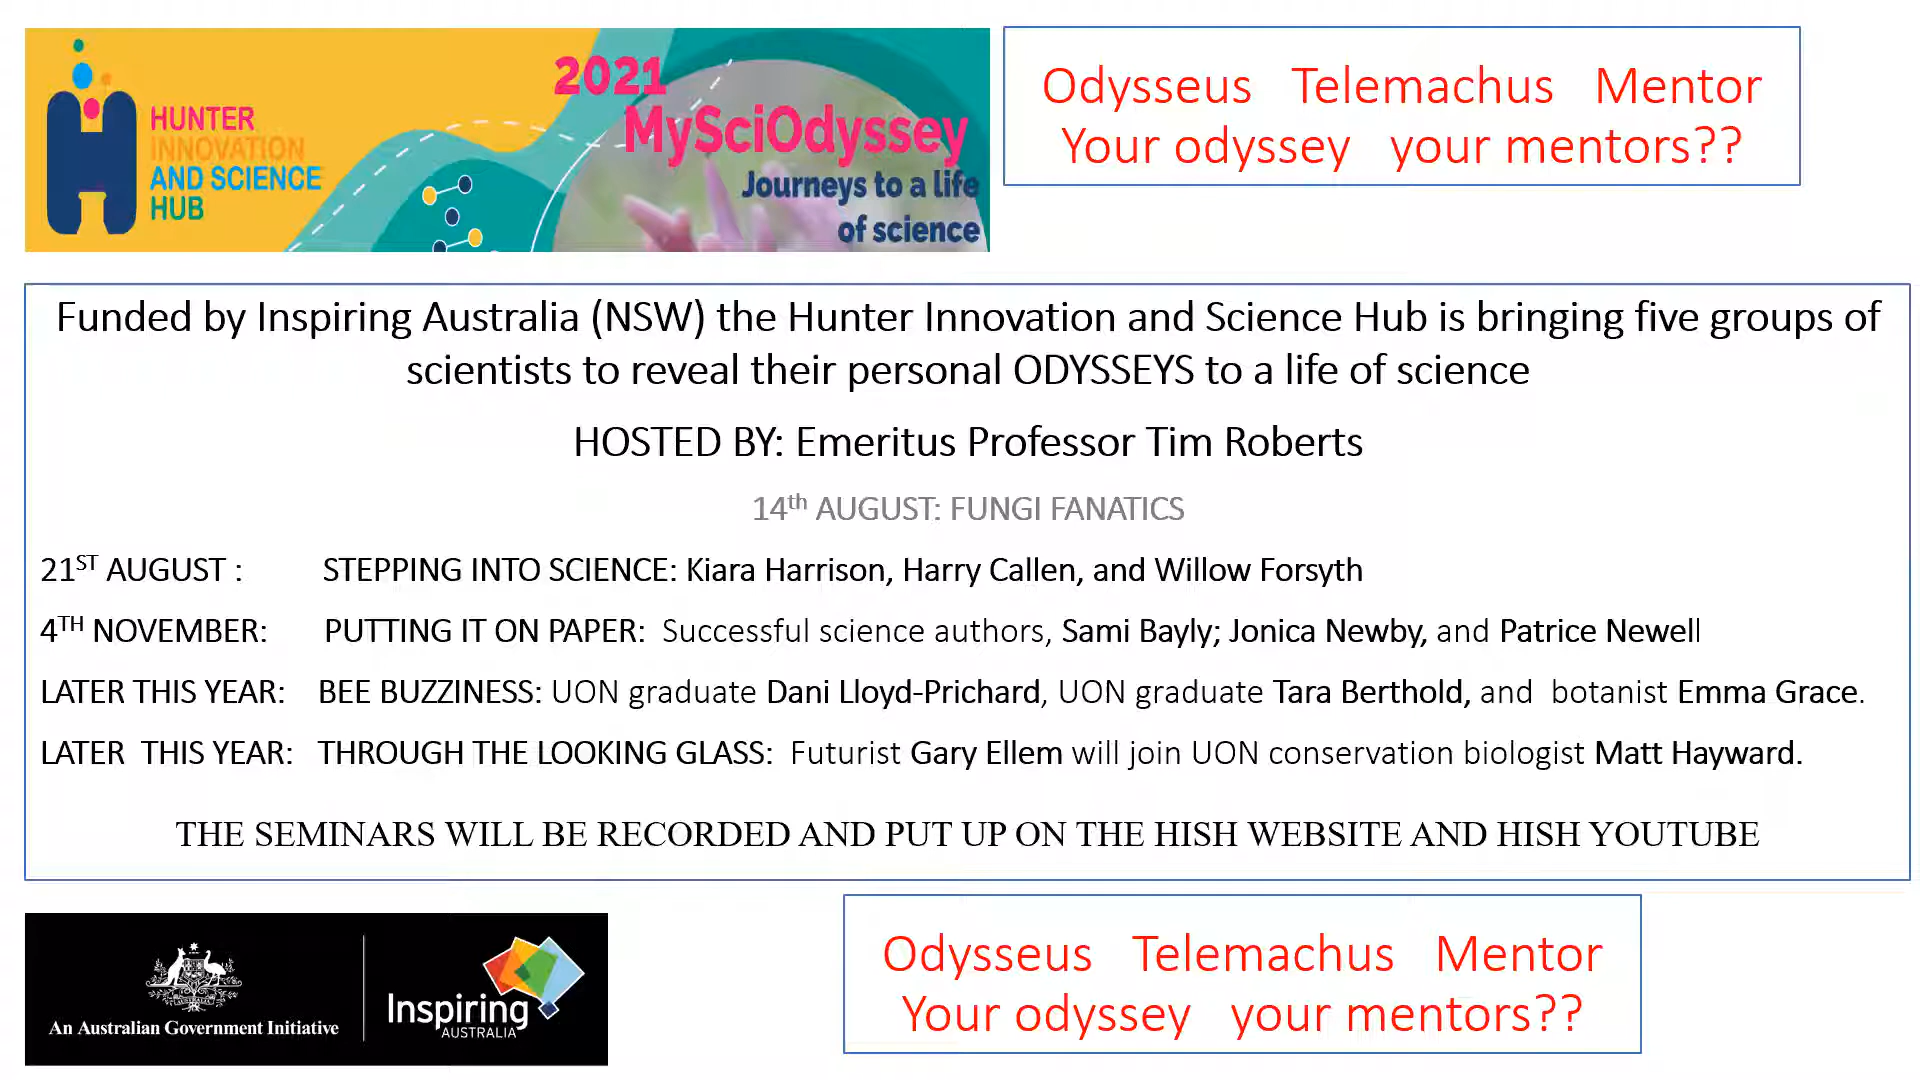 HUNTER
INNOVATION
AND SCIENCE
HUB
2021
MySciOdyssey
Journeys to a life
of science
Odysseus Telemachus Mentor
Your odyssey your mentors??
Funded by Inspiring Australia (NSW) the Hunter Innovation and Science Hub is bringing five groups of
scientists to reveal their personal ODYSSEYS to a life of science
HOSTED BY: Emeritus Professor Tim Roberts
14th AUGUST: FUNGI FANATICS
21ST AUGUST : STEPPING INTO SCIENCE: Kiara Harrison, Harry Callen, and Willow Forsyth
4TH NOVEMBER: PUTTING IT ON PAPER: Successful science authors, Sami Bayly; Jonica Newby, and Patrice Newell
LATER THIS YEAR: BEE BUZZINESS: UON graduate Dani Lloyd-Prichard, UON graduate Tara Berthold, and botanist Emma Grace.
LATER THIS YEAR: THROUGH THE LOOKING GLASS: Futurist Gary Ellem will join UON conservation biologist Matt Hayward.
THE SEMINARS WILL BE RECORDED AND PUT UP ON THE HISH WEBSITE AND HISH YOUTUBE
An Australian Government Initiative
Inspiring
AUSTRALIA
Odysseus Telemachus Mentor
Your odyssey your mentors??